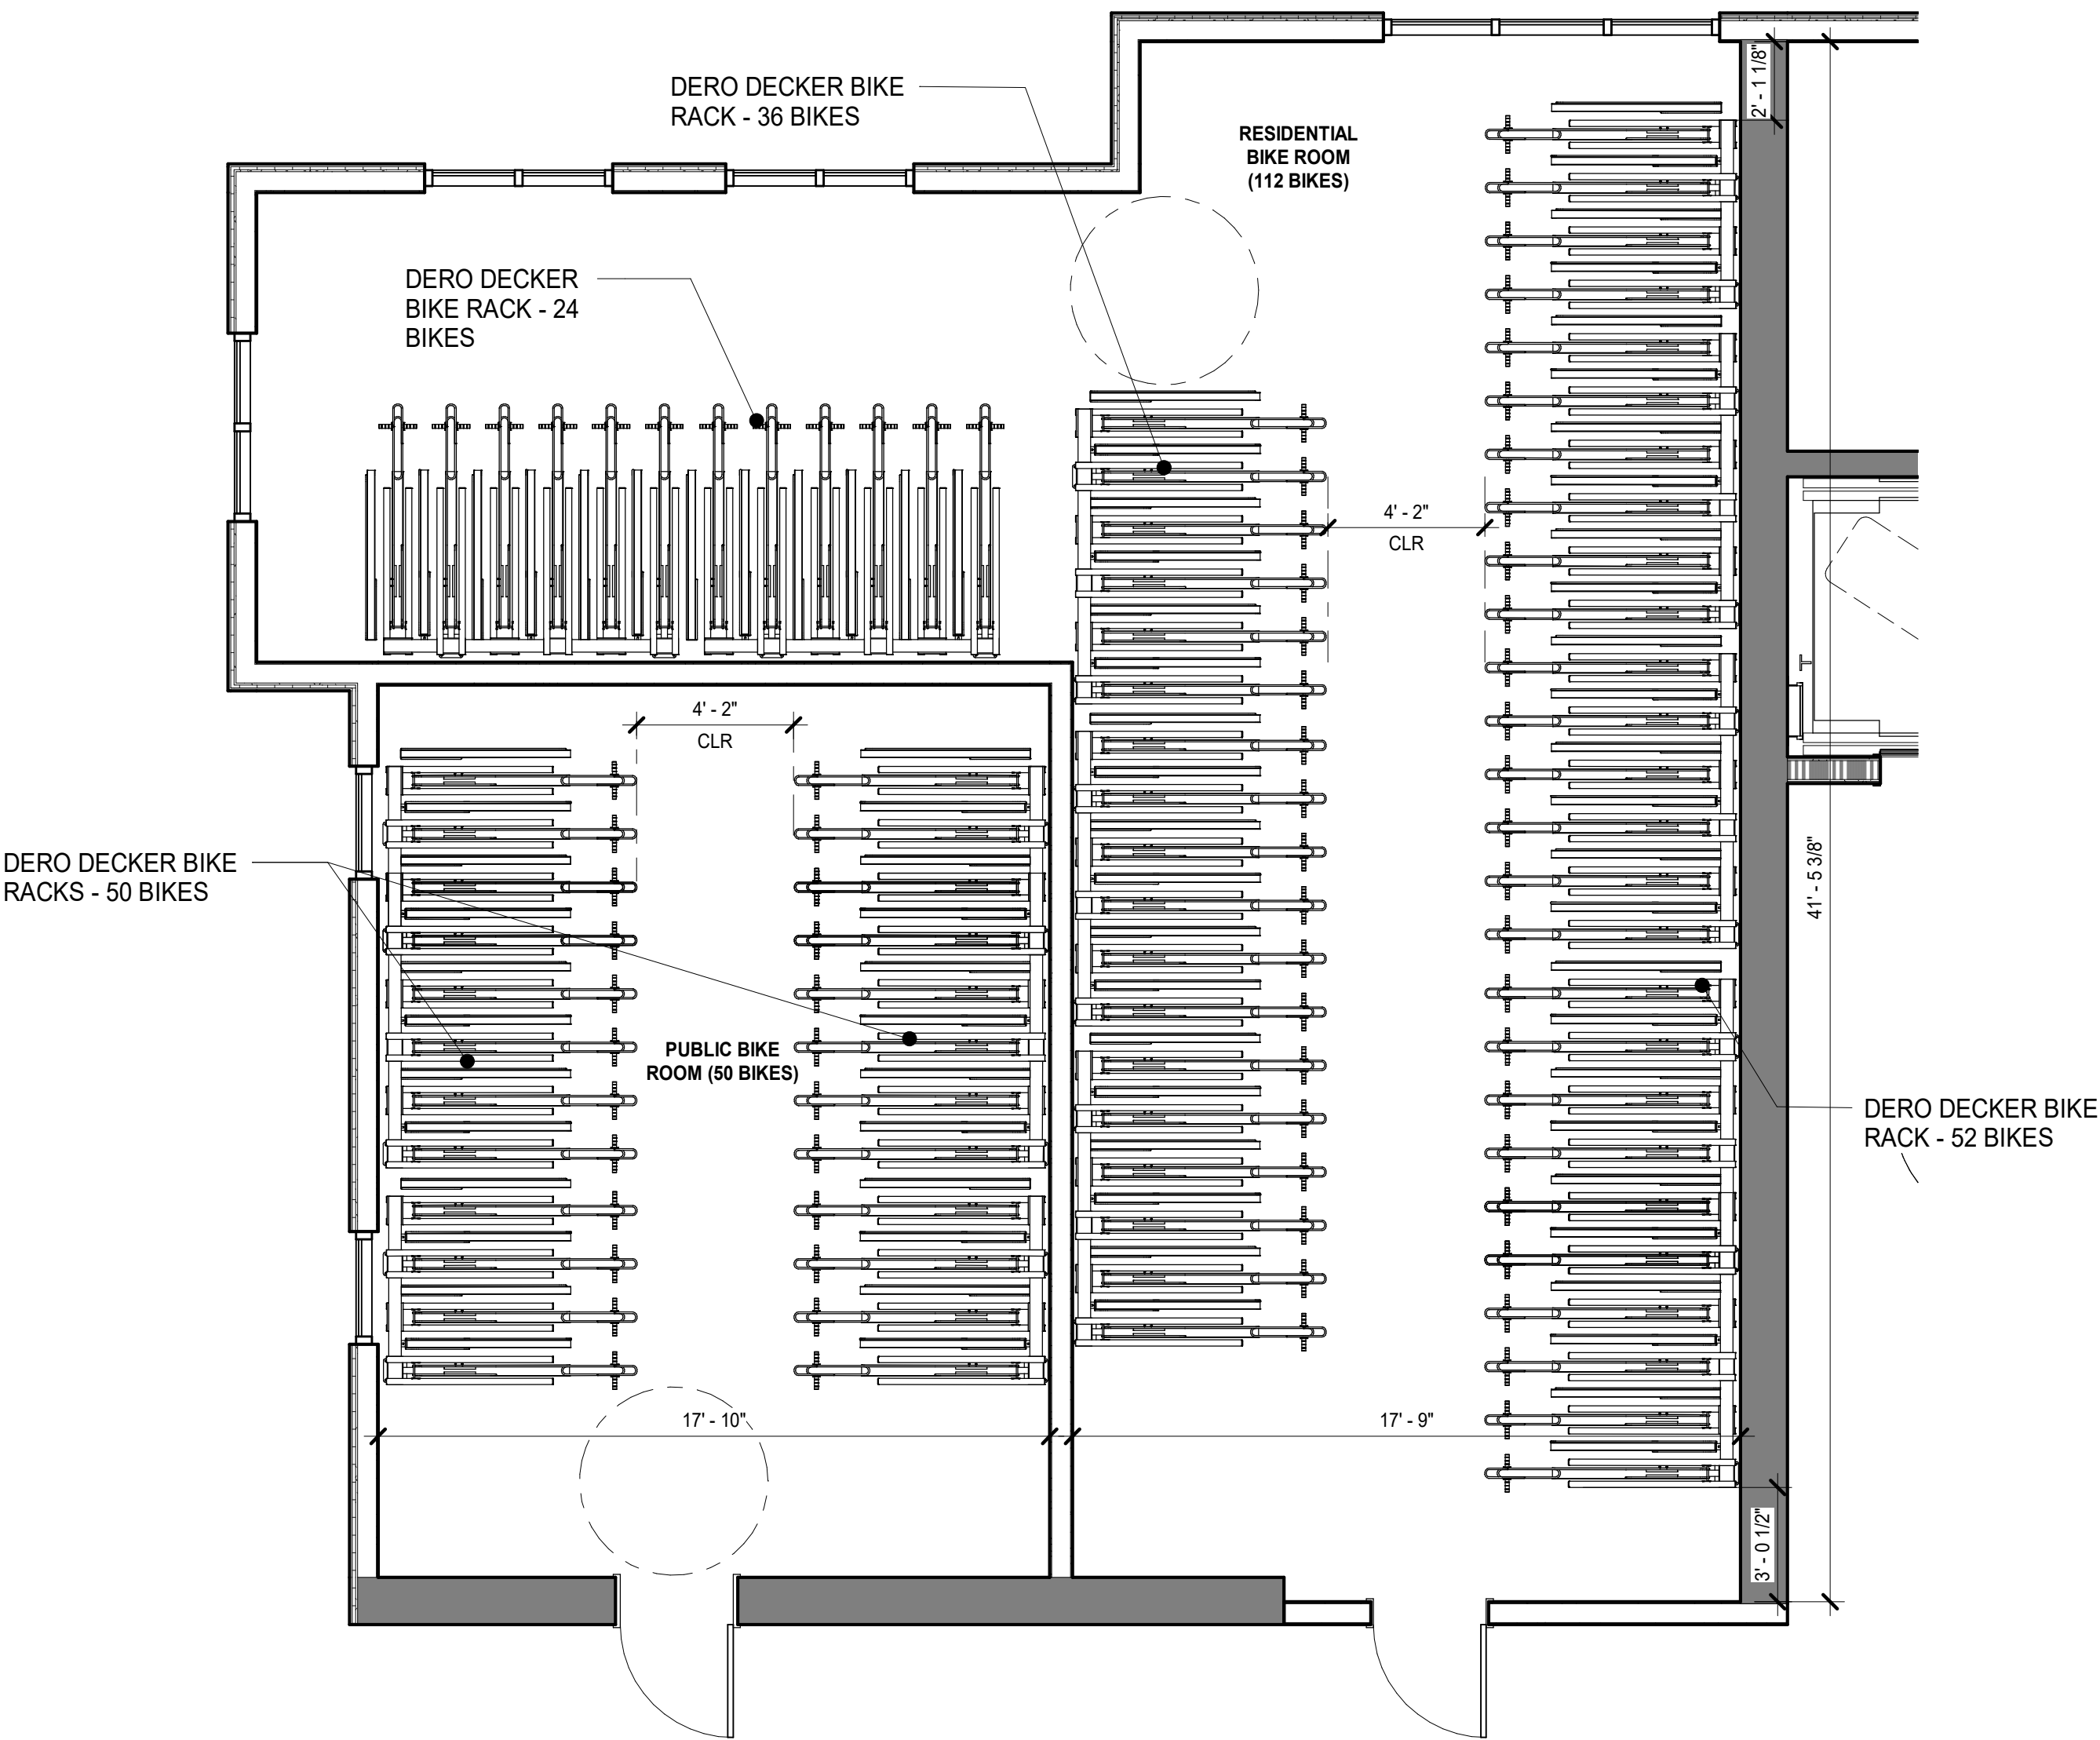 DERO DECKER BIKE
RACK - 36 BIKES
RESIDENTIAL
BIKE ROOM
(112 BIKES)
2' - 1 1/8"
DERO DECKER
BIKE RACK - 24
BIKES
4' - 2"
CLR
4' - 2"
CLR
DERO DECKER BIKE
RACKS - 50 BIKES
41' - 5 3/8"
PUBLIC BIKE
ROOM (50 BIKES)
DERO DECKER BIKE
RACK - 52 BIKES
17' - 10"
17' - 9"
3' - 0 1/2"